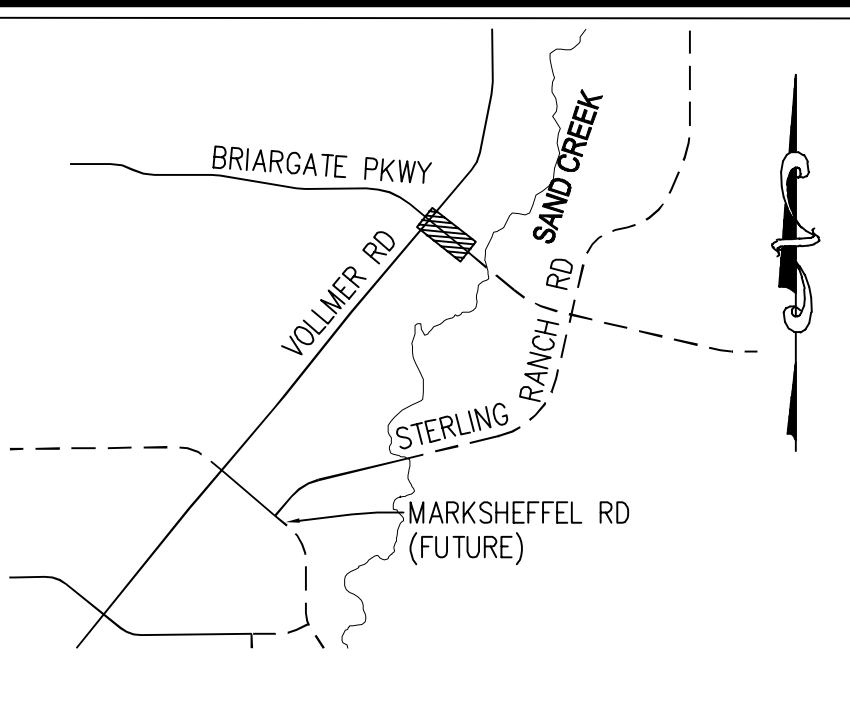 BRIARGATE PKWY
SAND CREEK
VOLLMER RD
STERLING RANCH RD
MARKSHEFFEL RD
(FUTURE)